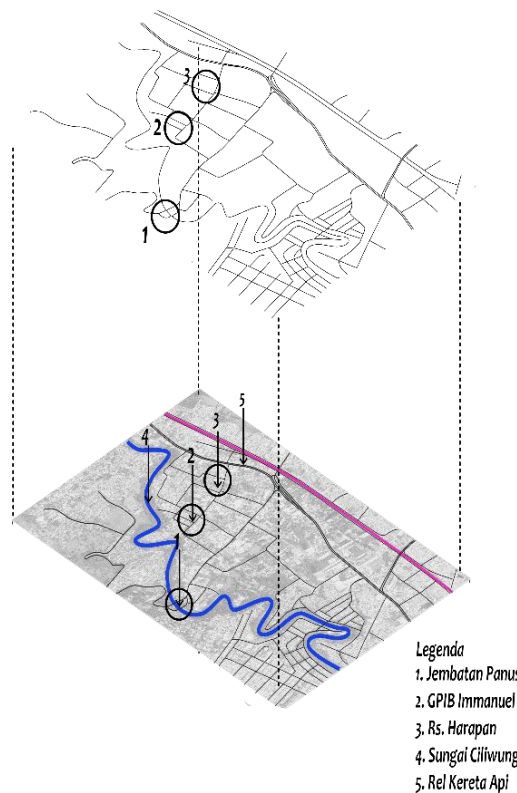 3
2
1
5
3
4
2
1
Legenda
1. Jembatan Panus
2. GPIB Immanuel
3. Rs. Harapan
4. Sungai Ciliwung
5. Rel Kereta Api